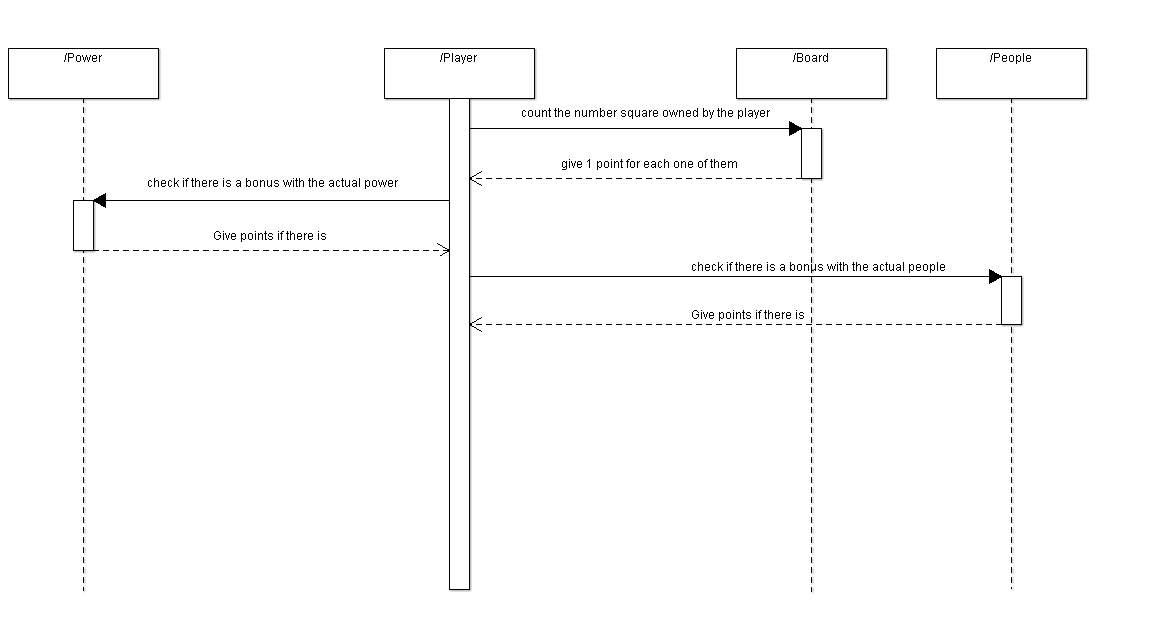 /Power
/Player
/Board
/People
count the number square owned by the player
give 1 point for each one of them
check if there is a bonus with the actual power
Give points if there is
check if there is a bonus with the actual people
Give points if there is